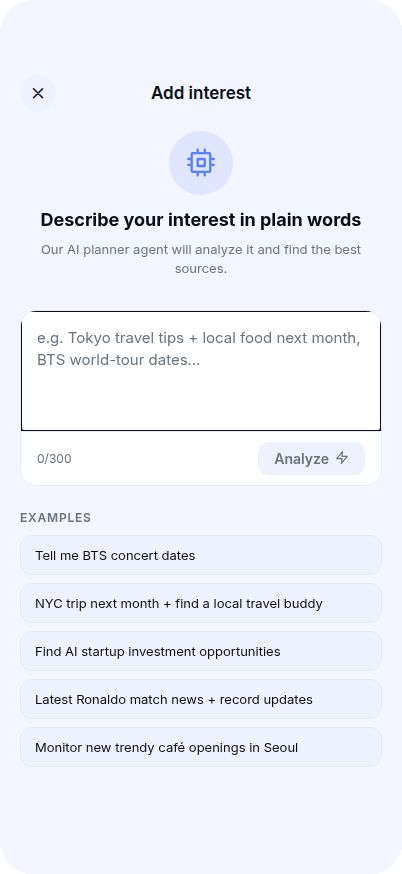 Add interest
Describe your interest in plain words
Our AI planner agent will analyze it and find the best
sources.
e.g. Tokyo travel tips + local food next month,
BTS world-tour dates...
0/300
Analyze
EXAMPLES
Tell me BTS concert dates
NYC trip next month + find a local travel buddy
Find AI startup investment opportunities
Latest Ronaldo match news + record updates
Monitor new trendy café openings in Seoul